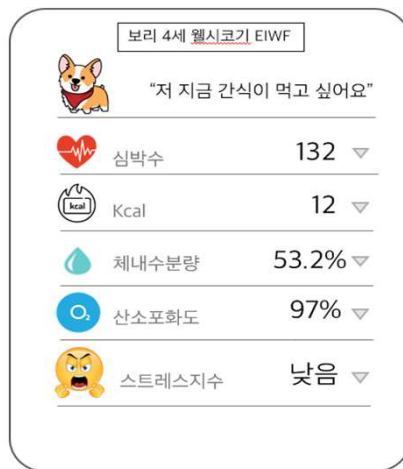 보리 4세 웰시코기 EIWF
“저 지금 간식이 먹고 싶어요”
심박수 132
kcal
Kcal 12
체내수분량 53.2%
O₂
산소포화도 97%
스트레스지수 낮음